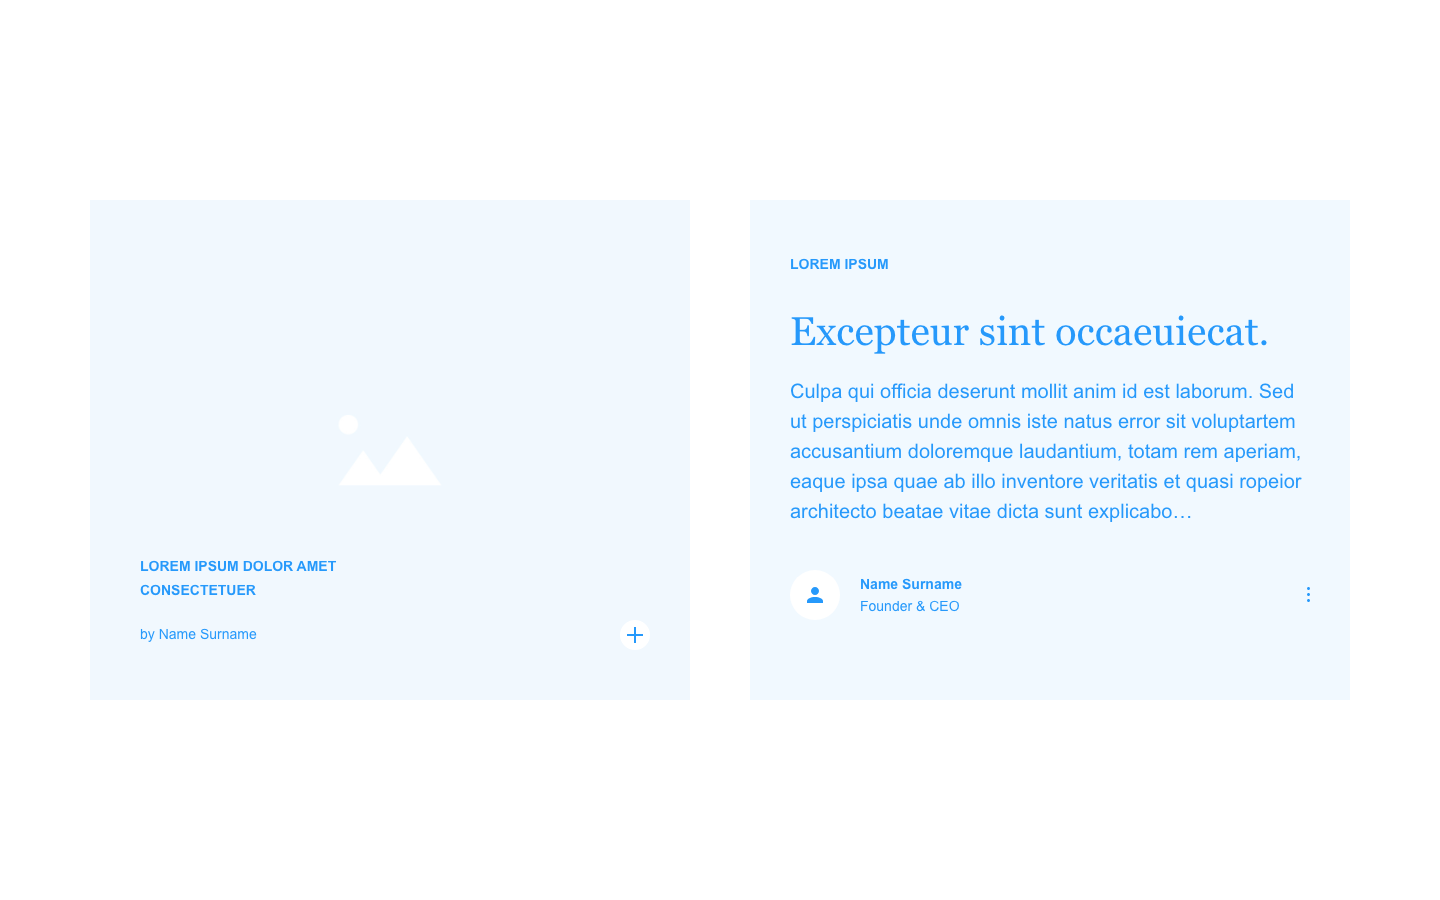 LOREM IPSUM DOLOR AMET
CONSECTETUER
by Name Surname
LOREM IPSUM
Excepteur sint occaeuiecat.
Culpa qui officia deserunt mollit anim id est laborum. Sed
ut perspiciatis unde omnis iste natus error sit voluptartem
accusantium doloremque laudantium, totam rem aperiam,
eaque ipsa quae ab illo inventore veritatis et quasi ropeior
architecto beatae vitae dicta sunt explicabo…
Name Surname
Founder & CEO